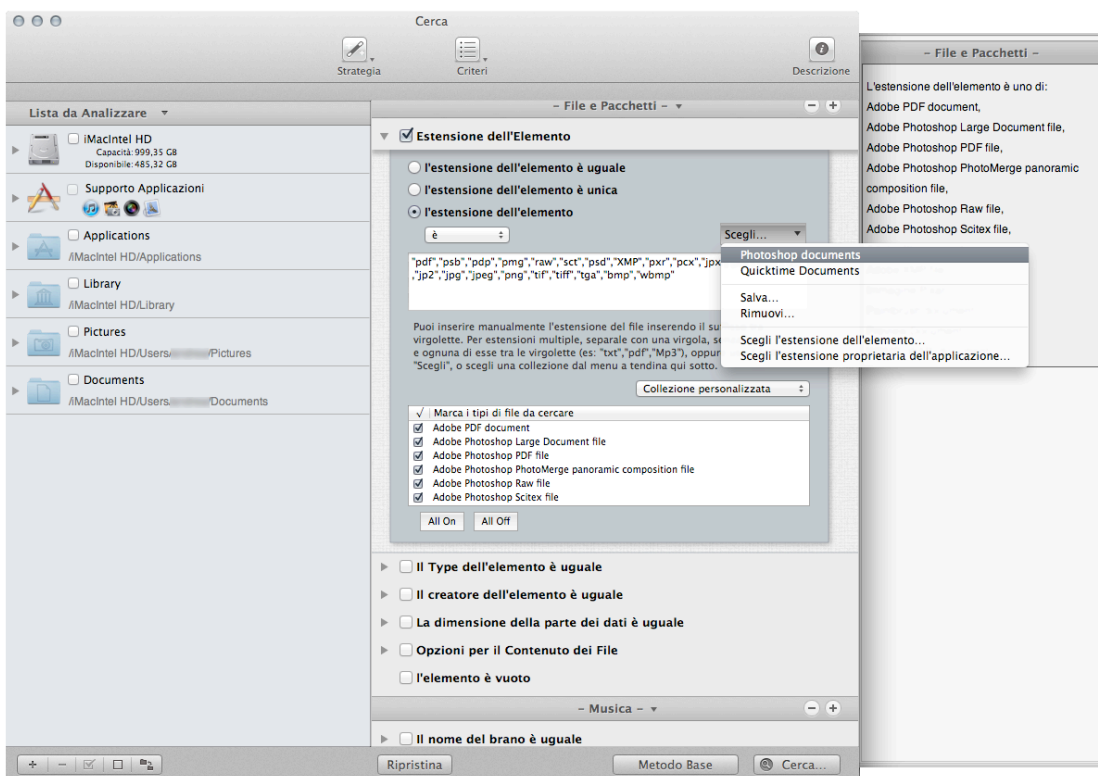 Cerca
Strategia
Criteri
Descrizione
Lista da Analizzare
iMacIntel HD
Capacità:999,35 GB
Disponibile:485,32 GB
Supporto Applicazioni
Applications
/iMacIntel HD/Applications
Library
/iMacIntel HD/Library
Pictures
/iMacIntel HD/Users/ /Pictures
Documents
/iMacIntel HD/Users/ /Documents
– File e Pacchetti –
Estensione dell'Elemento
l'estensione dell'elemento è uguale
l'estensione dell'elemento è unica
l'estensione dell'elemento
è
Scegli...
"pdf","psb","pdp","pmg","raw","sct","psd","XMP","pxr","pcx","jpx
,"jp2","jpg","jpeg","png","tif","tiff","tga","bmp","wbmp"
Photoshop documents
Quicktime Documents
Salva...
Rimuovi...
Scegli l'estensione dell'elemento...
Scegli l'estensione proprietaria dell'applicazione...
Puoi inserire manualmente l'estensione del file inserendo il
virgolette. Per estensioni multiple, separale con una virgola,
e ognuna di esse tra le virgolette (es: "txt","pdf","Mp3"),
"Scegli", o scegli una collezione dal menu a tendina qui sotto.
Collezione personalizzata
√ Marca i tipi di file da cercare
Adobe PDF document
Adobe Photoshop Large Document file
Adobe Photoshop PDF file
Adobe Photoshop PhotoMerge panoramic composition file
Adobe Photoshop Raw file
Adobe Photoshop Scitex file
All On
All Off
Il Type dell'elemento è uguale
Il creatore dell'elemento è uguale
La dimensione della parte dei dati è uguale
Opzioni per il Contenuto dei File
l'elemento è vuoto
– Musica –
Il nome del brano è uguale
Ripristina
Metodo Base
Cerca...
– File e Pacchetti –
L'estensione dell'elemento è uno di:
Adobe PDF document,
Adobe Photoshop Large Document file,
Adobe Photoshop PDF file,
Adobe Photoshop PhotoMerge panoramic
composition file,
Adobe Photoshop Raw file,
Adobe Photoshop Scitex file,